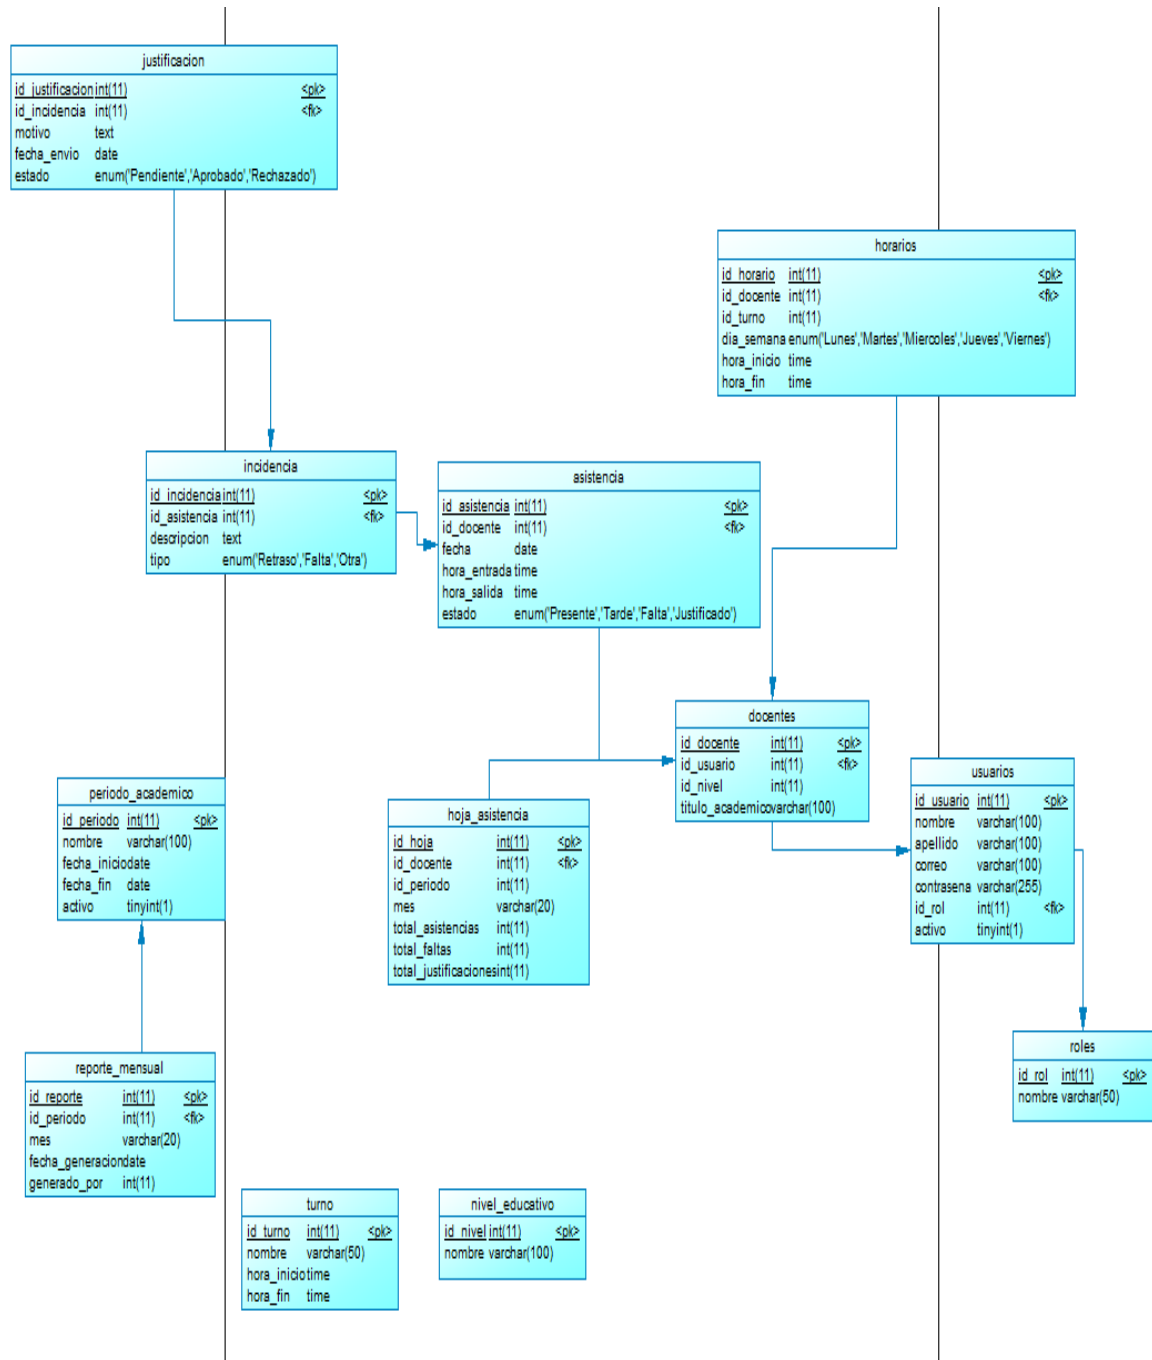 justificacion
id_justificacion int(11) <pk>
id_incidencia int(11) <fk>
motivo text
fecha_envio date
estado enum('Pendiente','Aprobado','Rechazado')
horarios
id_horario int(11) <pk>
id_docente int(11) <fk>
id_turno int(11)
dia_semana enum('Lunes','Martes','Miercoles','Jueves','Viernes')
hora_inicio time
hora_fin time
incidencia
id_incidencia int(11) <pk>
id_asistencia int(11) <fk>
descripcion text
tipo enum('Retraso','Falta','Otra')
asistencia
id_asistencia int(11) <pk>
id_docente int(11) <fk>
fecha date
hora_entrada time
hora_salida time
estado enum('Presente','Tarde','Falta','Justificado')
docentes
id_docente int(11) <pk>
id_usuario int(11) <fk>
id_nivel int(11)
titulo_academico varchar(100)
usuarios
id_usuario int(11) <pk>
nombre varchar(100)
apellido varchar(100)
correo varchar(100)
contrasena varchar(255)
id_rol int(11) <fk>
activo tinyint(1)
periodo_academico
id_periodo int(11) <pk>
nombre varchar(100)
fecha_inicio date
fecha_fin date
activo tinyint(1)
hoja_asistencia
id_hoja int(11) <pk>
id_docente int(11) <fk>
id_periodo int(11)
mes varchar(20)
total_asistencias int(11)
total_faltas int(11)
total_justificaciones int(11)
roles
id_rol int(11) <pk>
nombre varchar(50)
reporte_mensual
id_reporte int(11) <pk>
id_periodo int(11) <fk>
mes varchar(20)
fecha_generacion date
generado_por int(11)
turno
id_turno int(11) <pk>
nombre varchar(50)
hora_inicio time
hora_fin time
nivel_educativo
id_nivel int(11) <pk>
nombre varchar(100)